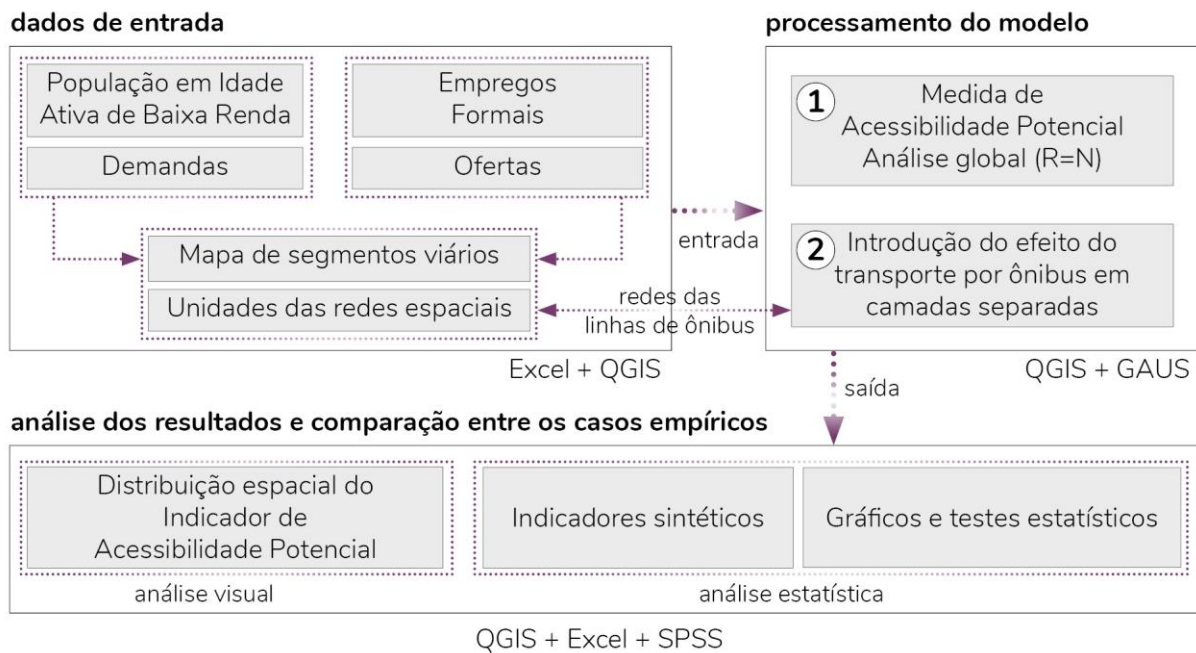 dados de entrada
População em Idade
Ativa de Baixa Renda
Demandas
Empregos
Formais
Ofertas
Mapa de segmentos viários
Unidades das redes espaciais
Excel + QGIS
entrada
redes das
linhas de ônibus
processamento do modelo
1
Medida de
Acessibilidade Potencial
Análise global (R=N)
2
Introdução do efeito do
transporte por ônibus em
camadas separadas
QGIS + GAUS
saída
análise dos resultados e comparação entre os casos empíricos
Distribuição espacial do
Indicador de
Acessibilidade Potencial
análise visual
Indicadores sintéticos
Gráficos e testes estatísticos
análise estatística
QGIS + Excel + SPSS